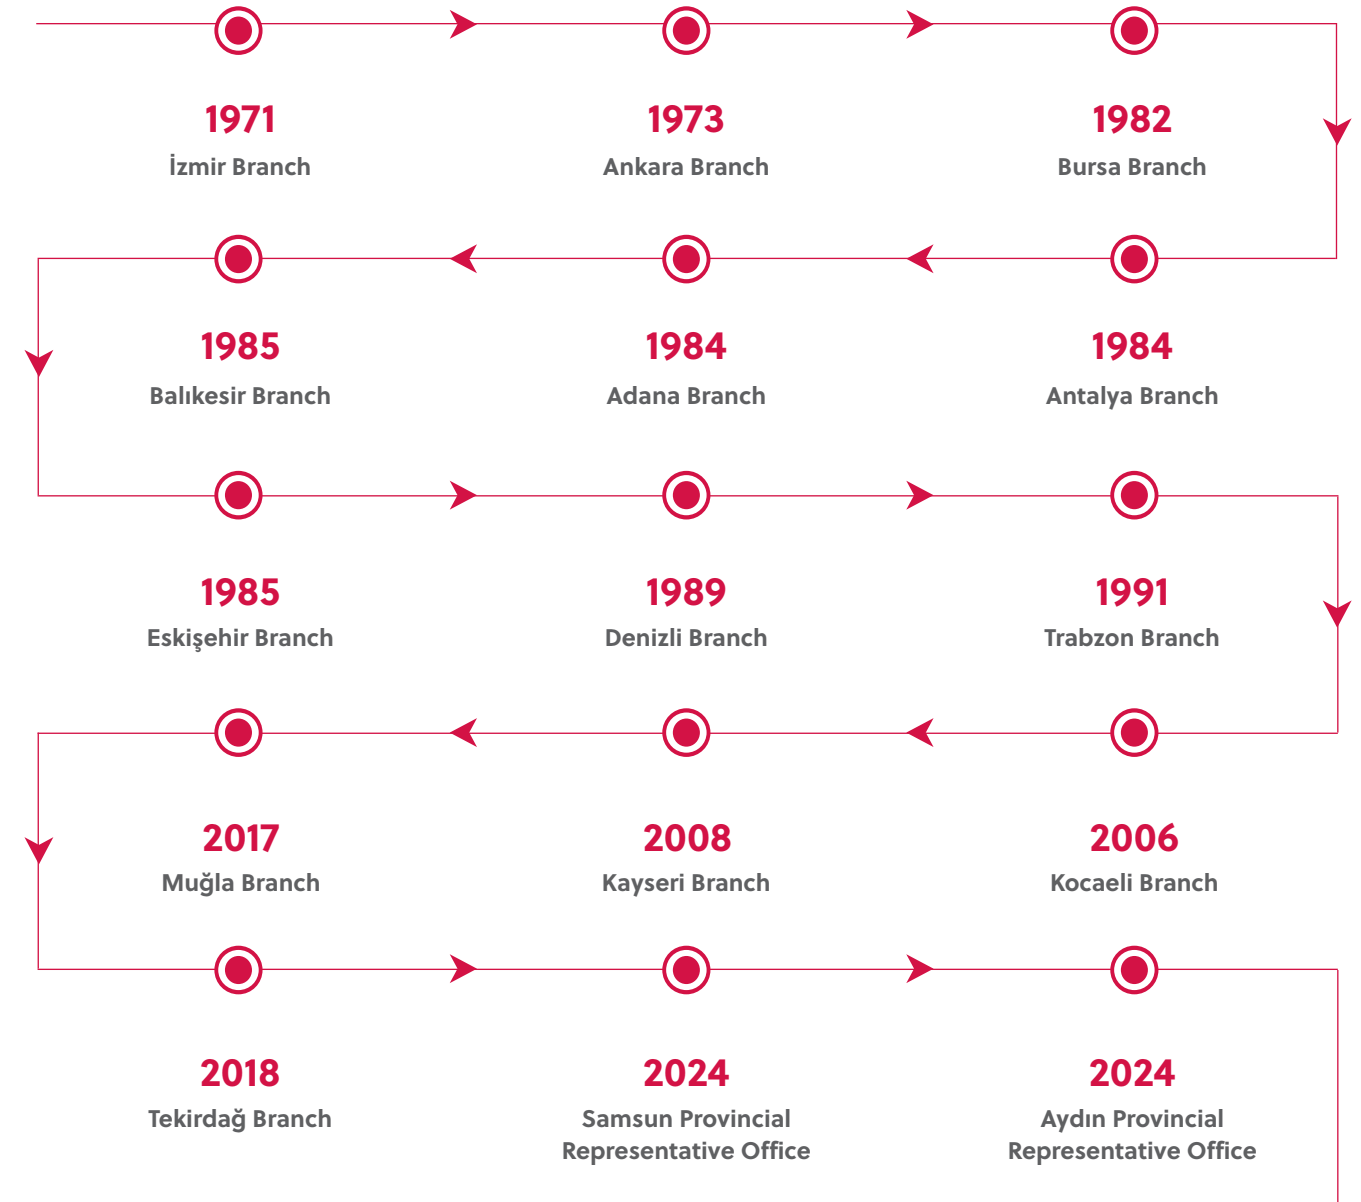 1971
İzmir Branch
1973
Ankara Branch
1982
Bursa Branch
1984
Antalya Branch
1984
Adana Branch
1985
Balıkesir Branch
1985
Eskişehir Branch
1989
Denizli Branch
1991
Trabzon Branch
2006
Kocaeli Branch
2008
Kayseri Branch
2017
Muğla Branch
2018
Tekirdağ Branch
2024
Samsun Provincial
Representative Office
2024
Aydın Provincial
Representative Office